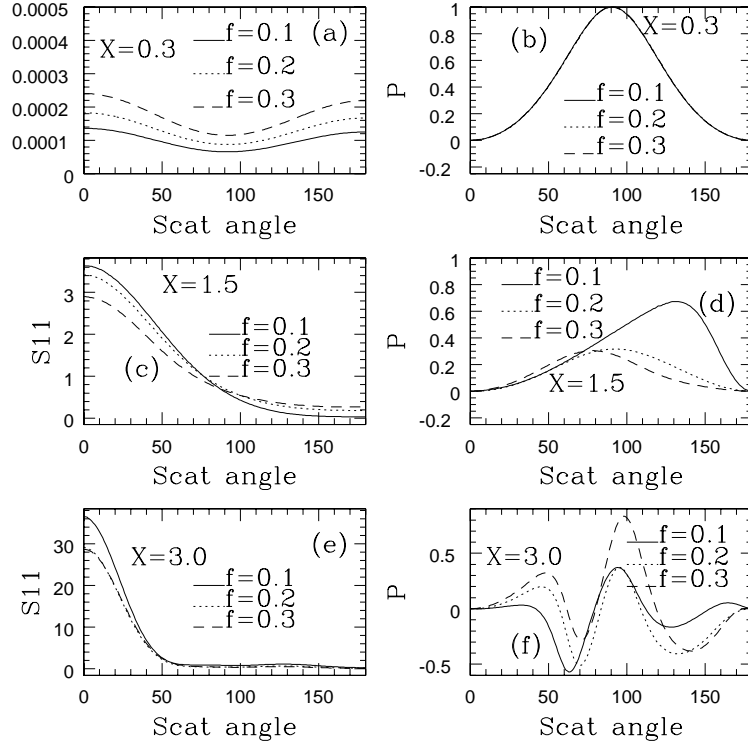 0.0005
0.0004
0.0003
0.0002
0.0001
0
X=0.3
f=0.1
f=0.2
f=0.3
(a)
0 50 100 150
Scat angle
1
0.8
0.6
0.4
0.2
0
-0.2
P
(b)
X=0.3
f=0.1
f=0.2
f=0.3
0 50 100 150
Scat angle
3
2
1
0
S11
X=1.5
(c)
f=0.1
f=0.2
f=0.3
0 50 100 150
Scat angle
1
0.8
0.6
0.4
0.2
0
-0.2
P
f=0.1
f=0.2
f=0.3
(d)
X=1.5
0 50 100 150
Scat angle
30
20
10
0
S11
X=3.0
(e)
f=0.1
f=0.2
f=0.3
0 50 100 150
Scat angle
0.5
0
-0.5
P
X=3.0
f=0.1
f=0.2
f=0.3
(f)
0 50 100 150
Scat angle